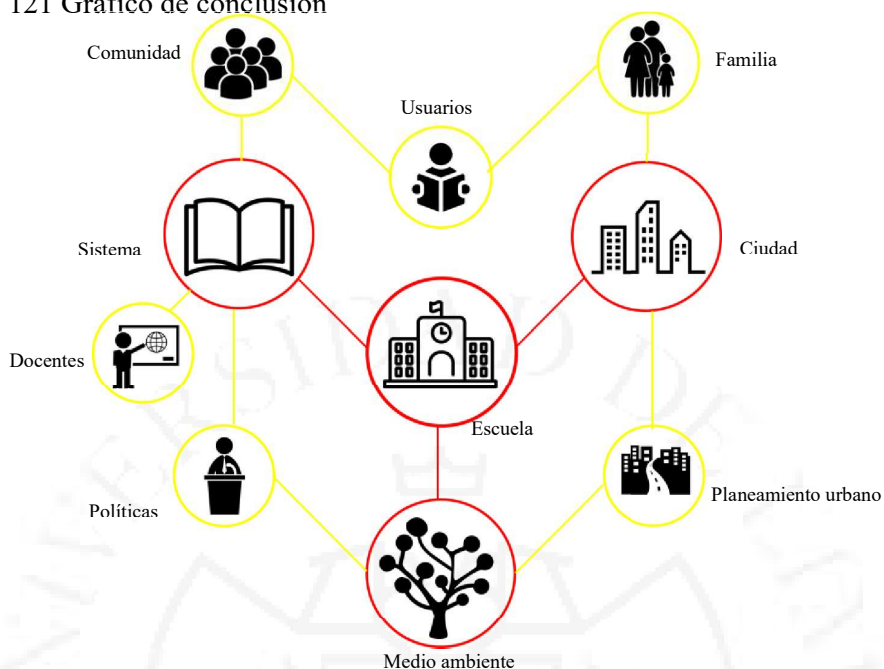 121 Gráfico de conclusión
Comunidad
Familia
Usuarios
Sistema
Ciudad
Docentes
Escuela
Políticas
Planeamiento urbano
Medio ambiente